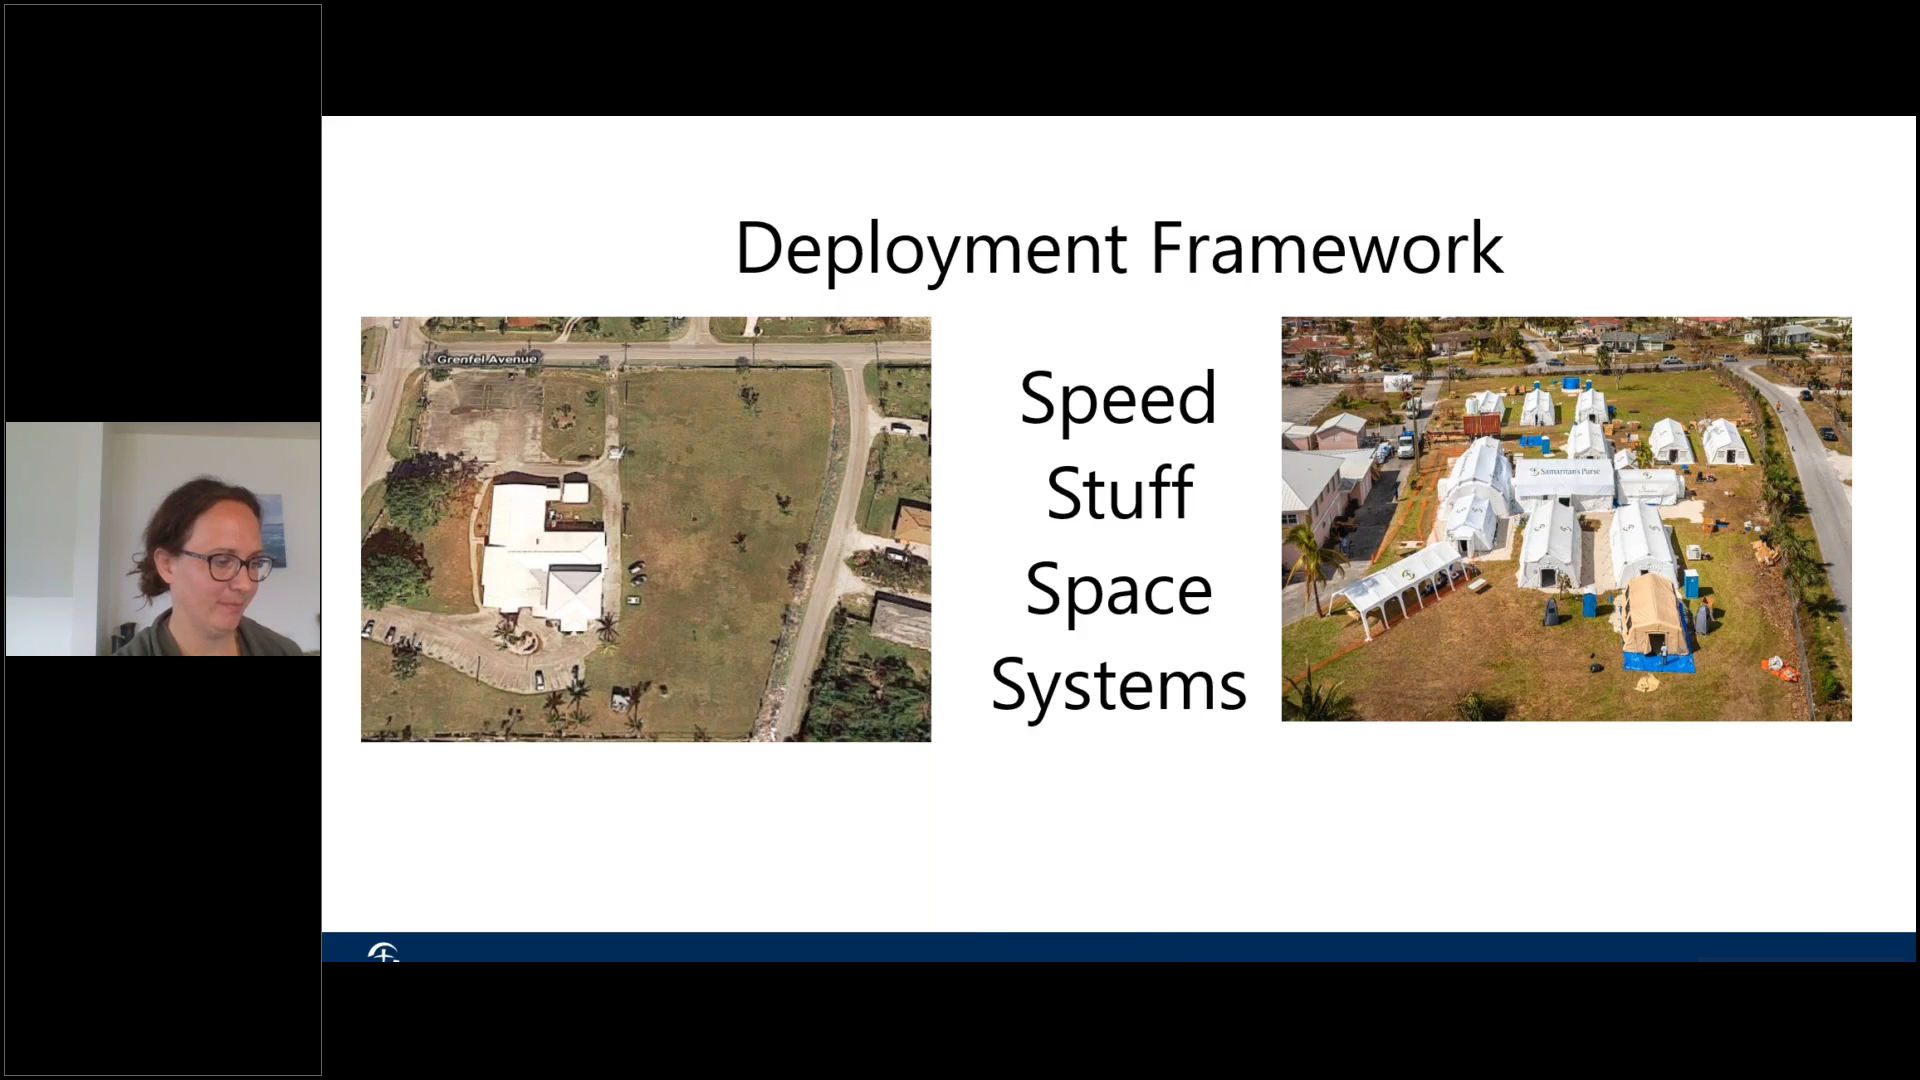 Deployment Framework
Grenfel Avenue
Speed
Stuff
Space
Systems
Samaritan's Purse